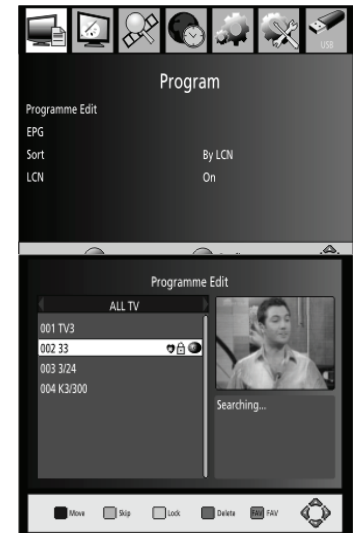 USB
Program
Programme Edit
EPG
Sort By LCN
LCN On
Programme Edit
ALL TV
001 TV3
002 33
003 3/24
004 K3/300
Searching...
Move Skip Lock Delete FAV FAV